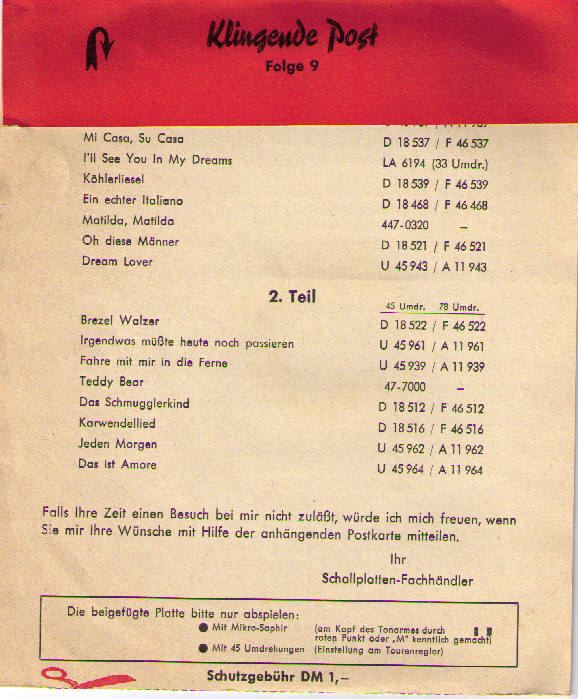 Klingende Post
Folge 9
Mi Casa, Su Casa D 18 537 / F 46 537
I'll See You In My Dreams LA 6194 (33 Umdr.)
Köhlerliesel D 18 539 / F 46 539
Ein echter Italiano D 18 468 / F 46 468
Matilda, Matilda 447-0320 –
Oh diese Männer D 18 521 / F 46 521
Dream Lover U 45 943 / A 11 943
2. Teil
45 Umdr. 78 Umdr.
Brezel Walzer D 18 522 / F 46 522
Irgendwas müßte heute noch passieren U 45 961 / A 11 961
Fahre mit mir in die Ferne U 45 939 / A 11 939
Teddy Bear 47-7000 –
Das Schmugglerkind D 18 512 / F 46 512
Karwendellied D 18 516 / F 46 516
Jeden Morgen U 45 962 / A 11 962
Das ist Amore U 45 964 / A 11 964
Falls Ihre Zeit einen Besuch bei mir nicht zuläßt, würde ich mich freuen, wenn
Sie mir Ihre Wünsche mit Hilfe der anhängenden Postkarte mitteilen.
Ihr
Schallplatten-Fachhändler
Die beigefügte Platte bitte nur abspielen:
● Mit Mikro-Saphir (am Kopf des Tonarmes durch
roten Punkt oder „M" kenntlich gemacht)
● Mit 45 Umdrehungen (Einstellung am Tourenregler)
Schutzgebühr DM 1,–